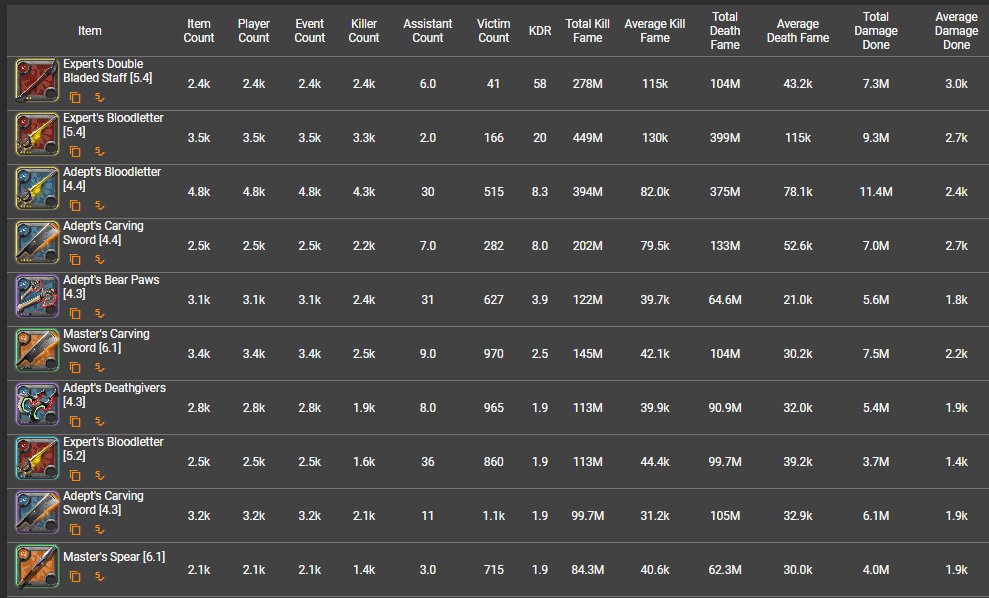 Item Item Count Player Count Event Count Killer Count Assistant Count Victim Count KDR Total Kill Fame Average Kill Fame Total Death Fame Average Death Fame Total Damage Done Average Damage Done
Expert's Double
Bladed Staff [5.4] 2.4k 2.4k 2.4k 2.4k 6.0 41 58 278M 115k 104M 43.2k 7.3M 3.0k
Expert's Bloodletter
[5.4] 3.5k 3.5k 3.5k 3.3k 2.0 166 20 449M 130k 399M 115k 9.3M 2.7k
Adept's Bloodletter
[4.4] 4.8k 4.8k 4.8k 4.3k 30 515 8.3 394M 82.0k 375M 78.1k 11.4M 2.4k
Adept's Carving
Sword [4.4] 2.5k 2.5k 2.5k 2.2k 7.0 282 8.0 202M 79.5k 133M 52.6k 7.0M 2.7k
Adept's Bear Paws
[4.3] 3.1k 3.1k 3.1k 2.4k 31 627 3.9 122M 39.7k 64.6M 21.0k 5.6M 1.8k
Master's Carving
Sword [6.1] 3.4k 3.4k 3.4k 2.5k 9.0 970 2.5 145M 42.1k 104M 30.2k 7.5M 2.2k
Adept's Deathgivers
[4.3] 2.8k 2.8k 2.8k 1.9k 8.0 965 1.9 113M 39.9k 90.9M 32.0k 5.4M 1.9k
Expert's Bloodletter
[5.2] 2.5k 2.5k 2.5k 1.6k 36 860 1.9 113M 44.4k 99.7M 39.2k 3.7M 1.4k
Adept's Carving
Sword [4.3] 3.2k 3.2k 3.2k 2.1k 11 1.1k 1.9 99.7M 31.2k 105M 32.9k 6.1M 1.9k
Master's Spear [6.1] 2.1k 2.1k 2.1k 1.4k 3.0 715 1.9 84.3M 40.6k 62.3M 30.0k 4.0M 1.9k